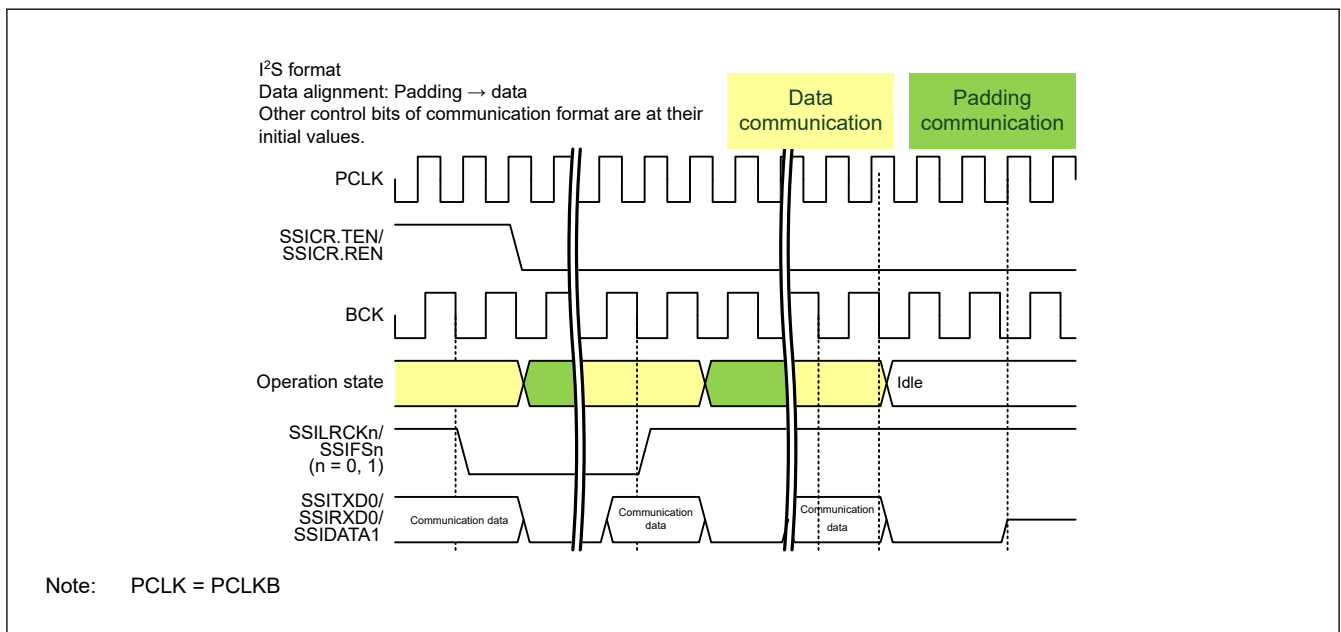 I²S format
Data alignment: Padding → data
Other control bits of communication format are at their
initial values.
Data
communication
Padding
communication
PCLK
SSICR.TEN/
SSICR.REN
BCK
Operation state
Idle
SSILRCKn/
SSIFSn
(n = 0, 1)
SSITXD0/
SSIRXD0/
SSIDATA1
Communication data
Communication
data
Communication
data
Note: PCLK = PCLKB